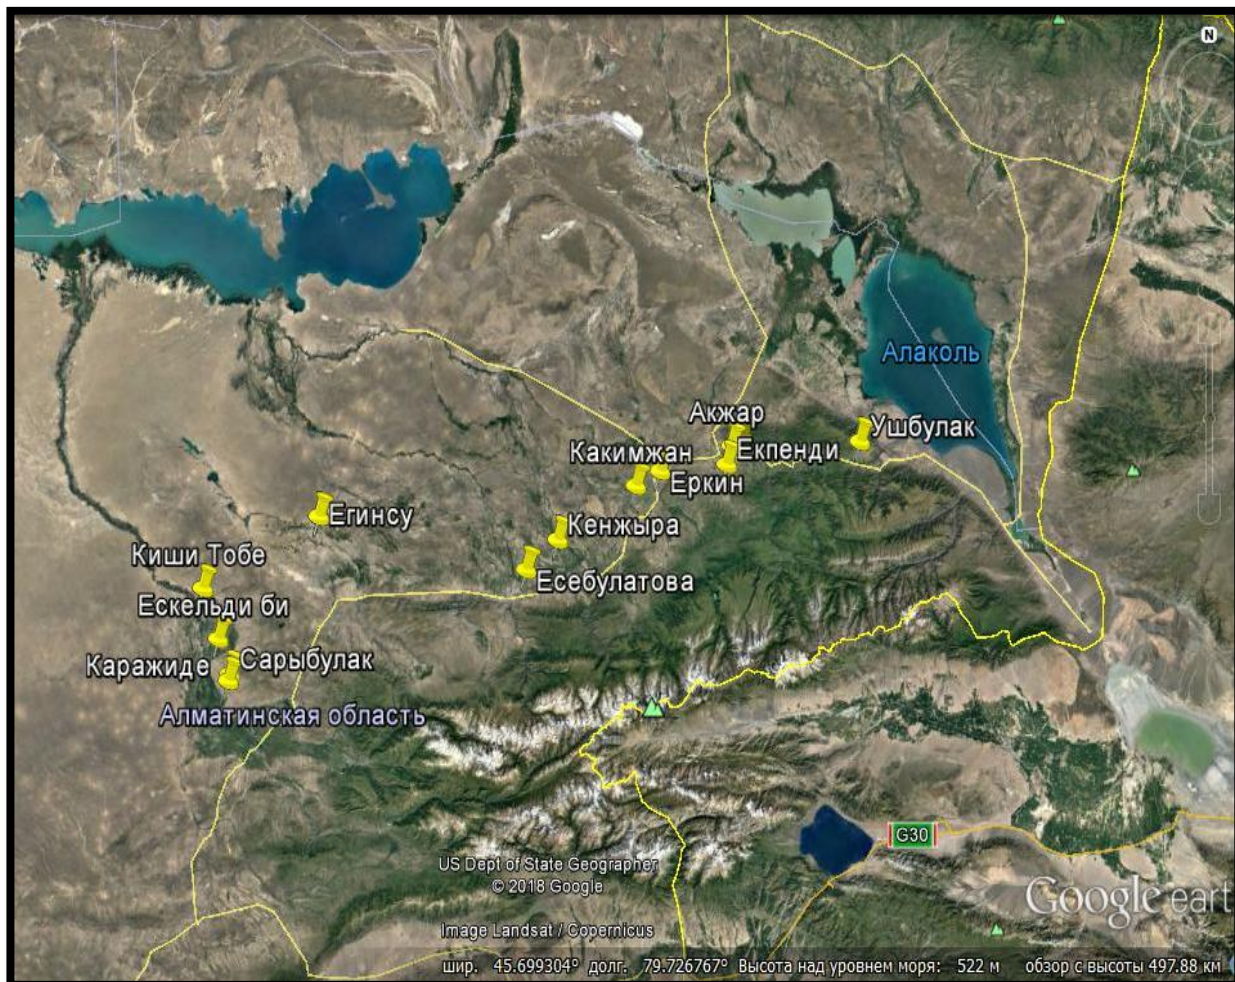 N
Алаколь
Акжар
Ушбулак
Какимжан
Екпенди
Еркин
Егинсу
Кенжыра
Киши Тобе
Есебулатова
Ескельди би
Каражиде
Сарыбулак
Алматинская область
G30
US Dept of State Geographer
© 2018 Google
Google eart
Image Landsat / Copernicus
шир. 45.699304° долг. 79.726767° Высота над уровнем моря: 522 м обзор с высоты 497.88 км